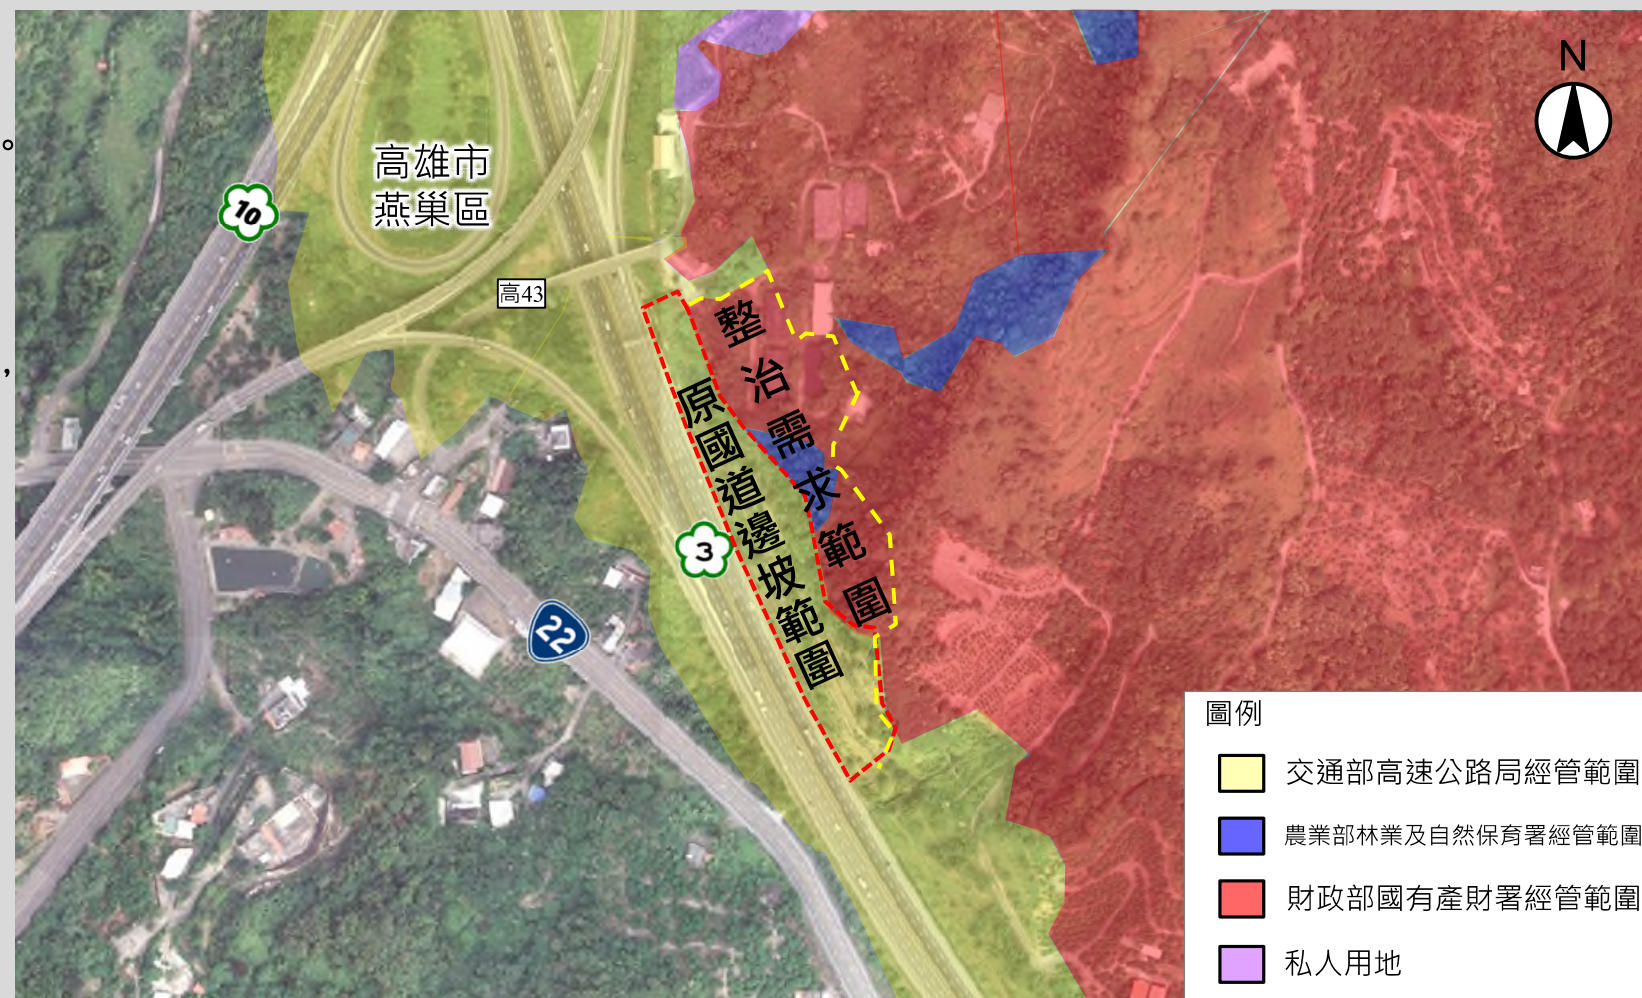 N
。
高雄市
燕巢區
10
高43
，
整治需求範圍
原國道邊坡範圍
3
22
圖例
交通部高速公路局經管範圍
農業部林業及自然保育署經管範圍
財政部國有產財署經管範圍
私人用地